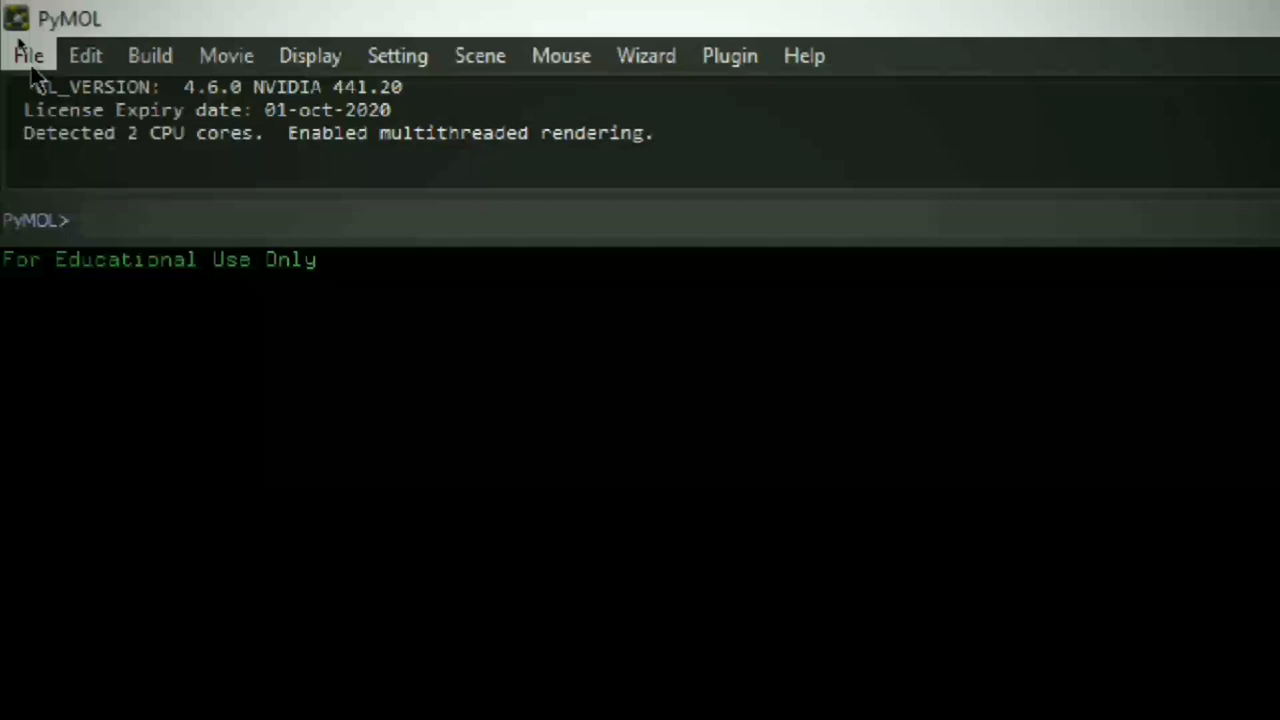 PyMOL
File Edit Build Movie Display Setting Scene Mouse Wizard Plugin Help
L_VERSION: 4.6.0 NVIDIA 441.20
License Expiry date: 01-oct-2020
Detected 2 CPU cores. Enabled multithreaded rendering.
PyMOL>
For Educational Use Only